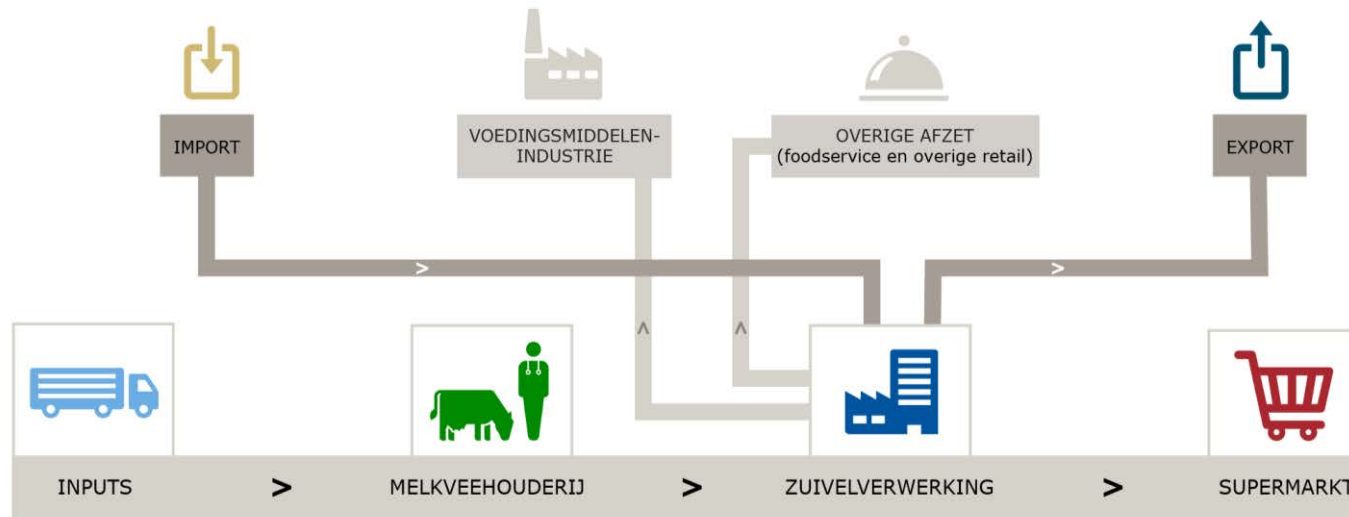 IMPORT
VOEDINGSMIDDELEN-
INDUSTRIE
OVERIGE AFZET
(foodservice en overige retail)
EXPORT
>
>
>
>
INPUTS > MELKVEEHOUDERIJ > ZUIVELVERWERKING > SUPERMARKT